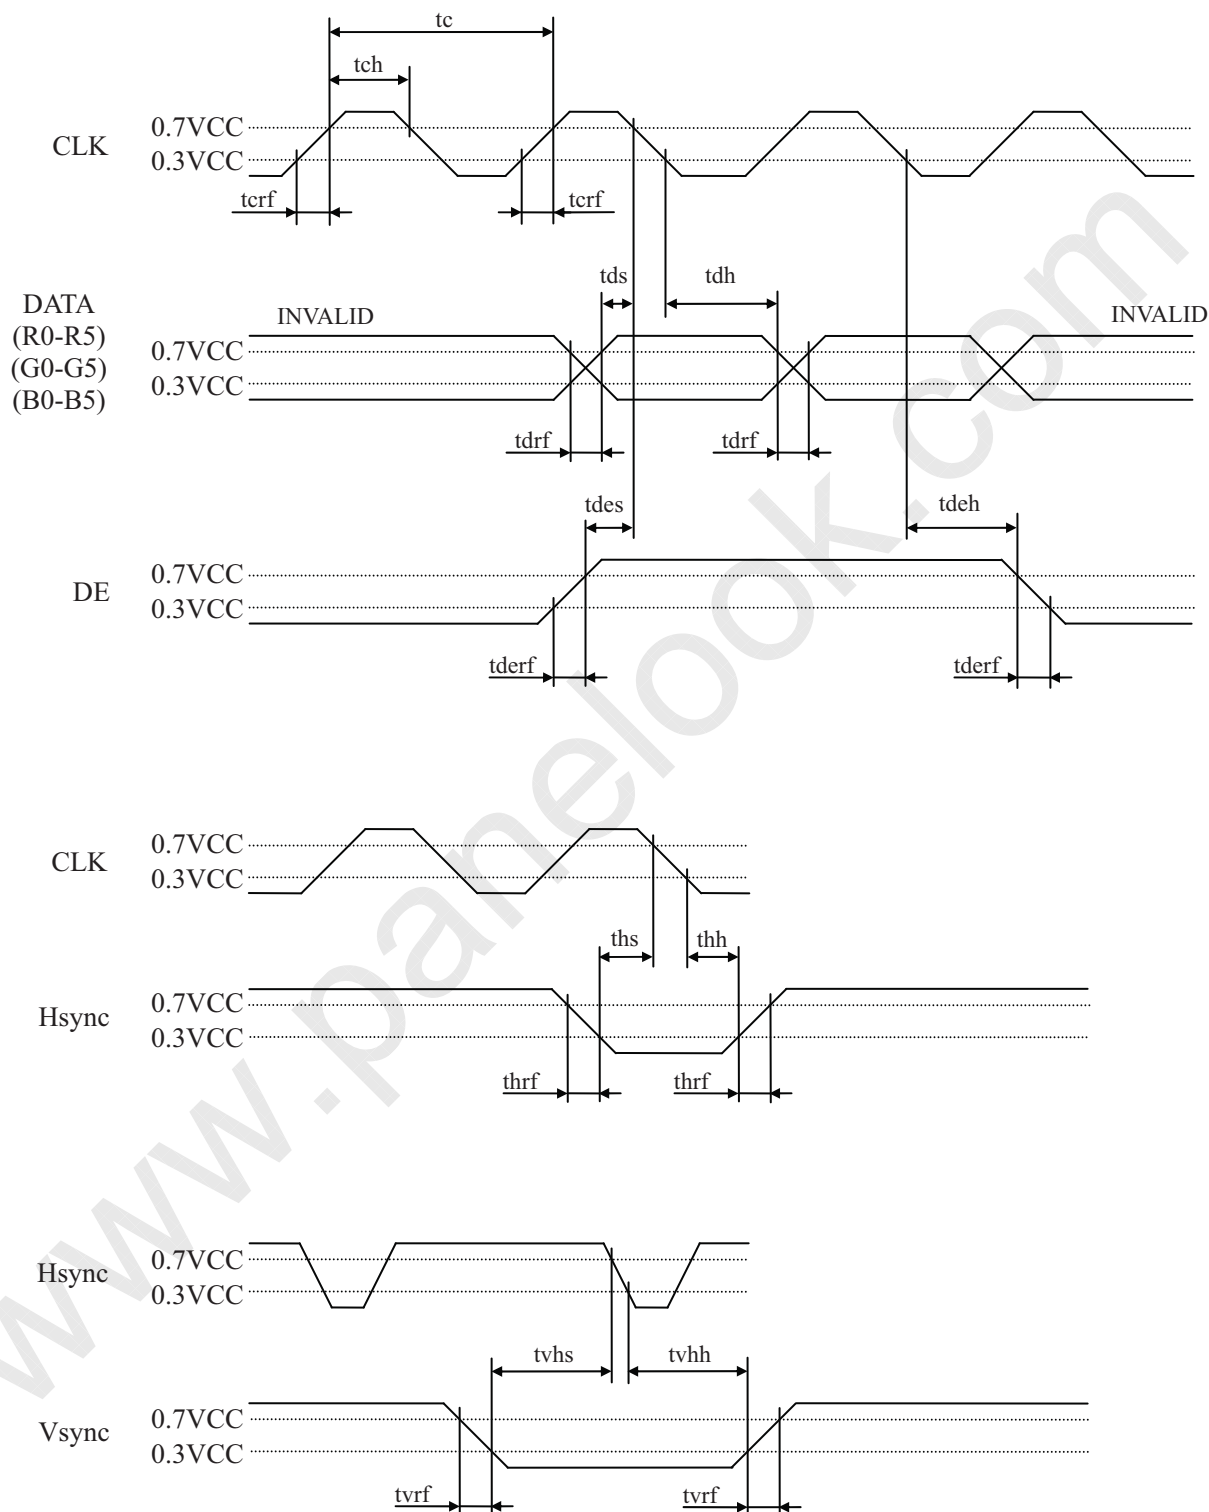 tc
tch
CLK
0.7VCC
0.3VCC
tcrf
tcrf
tds
tdh
DATA
(R0-R5)
(G0-G5)
(B0-B5)
INVALID
INVALID
0.7VCC
0.3VCC
tdrf
tdrf
tdes
tdeh
DE
0.7VCC
0.3VCC
tderf
tderf
CLK
0.7VCC
0.3VCC
ths
thh
Hsync
0.7VCC
0.3VCC
thrf
thrf
Hsync
0.7VCC
0.3VCC
tvhs
tvhh
Vsync
0.7VCC
0.3VCC
tvrf
tvrf
www.panelook.com